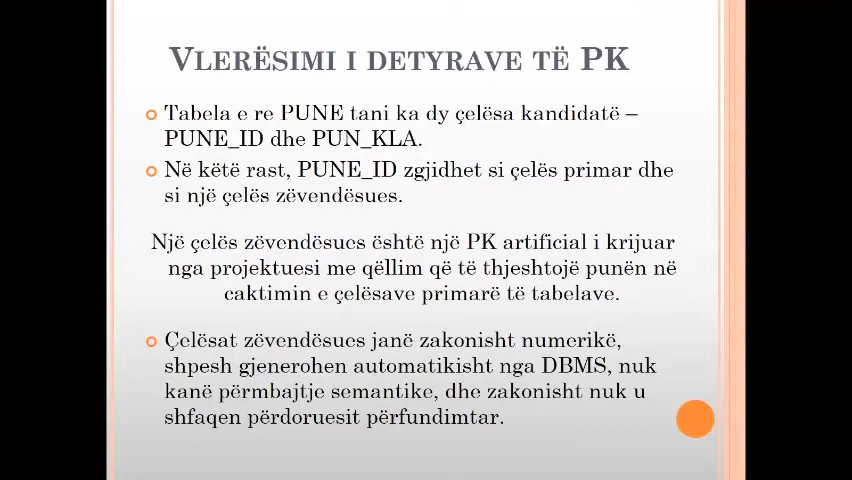 VLERËSIMI I DETYRAVE TË PK
Tabela e re PUNE tani ka dy çelësa kandidatë –
PUNE_ID dhe PUN_KLA.
Në këtë rast, PUNE_ID zgjidhet si çelës primar dhe
si një çelës zëvendësues.
Një çelës zëvendësues është një PK artificial i krijuar
nga projektuesi me qëllim që të thjeshtojë punën në
caktimin e çelësave primarë të tabelave.
Çelësat zëvendësues janë zakonisht numerikë,
shpesh gjenerohen automatikisht nga DBMS, nuk
kanë përmbajtje semantike, dhe zakonisht nuk u
shfaqen përdoruesit përfundimtar.